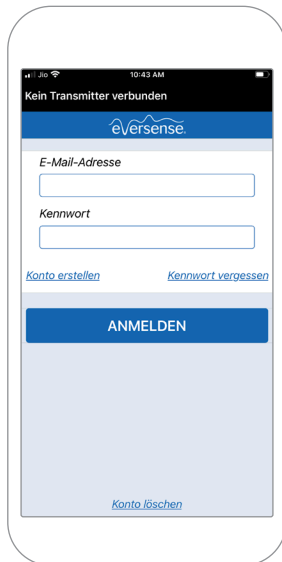 Jio 10:43 AM
Kein Transmitter verbunden
eversense.
E-Mail-Adresse
Kennwort
Konto erstellen Kennwort vergessen
ANMELDEN
Konto löschen